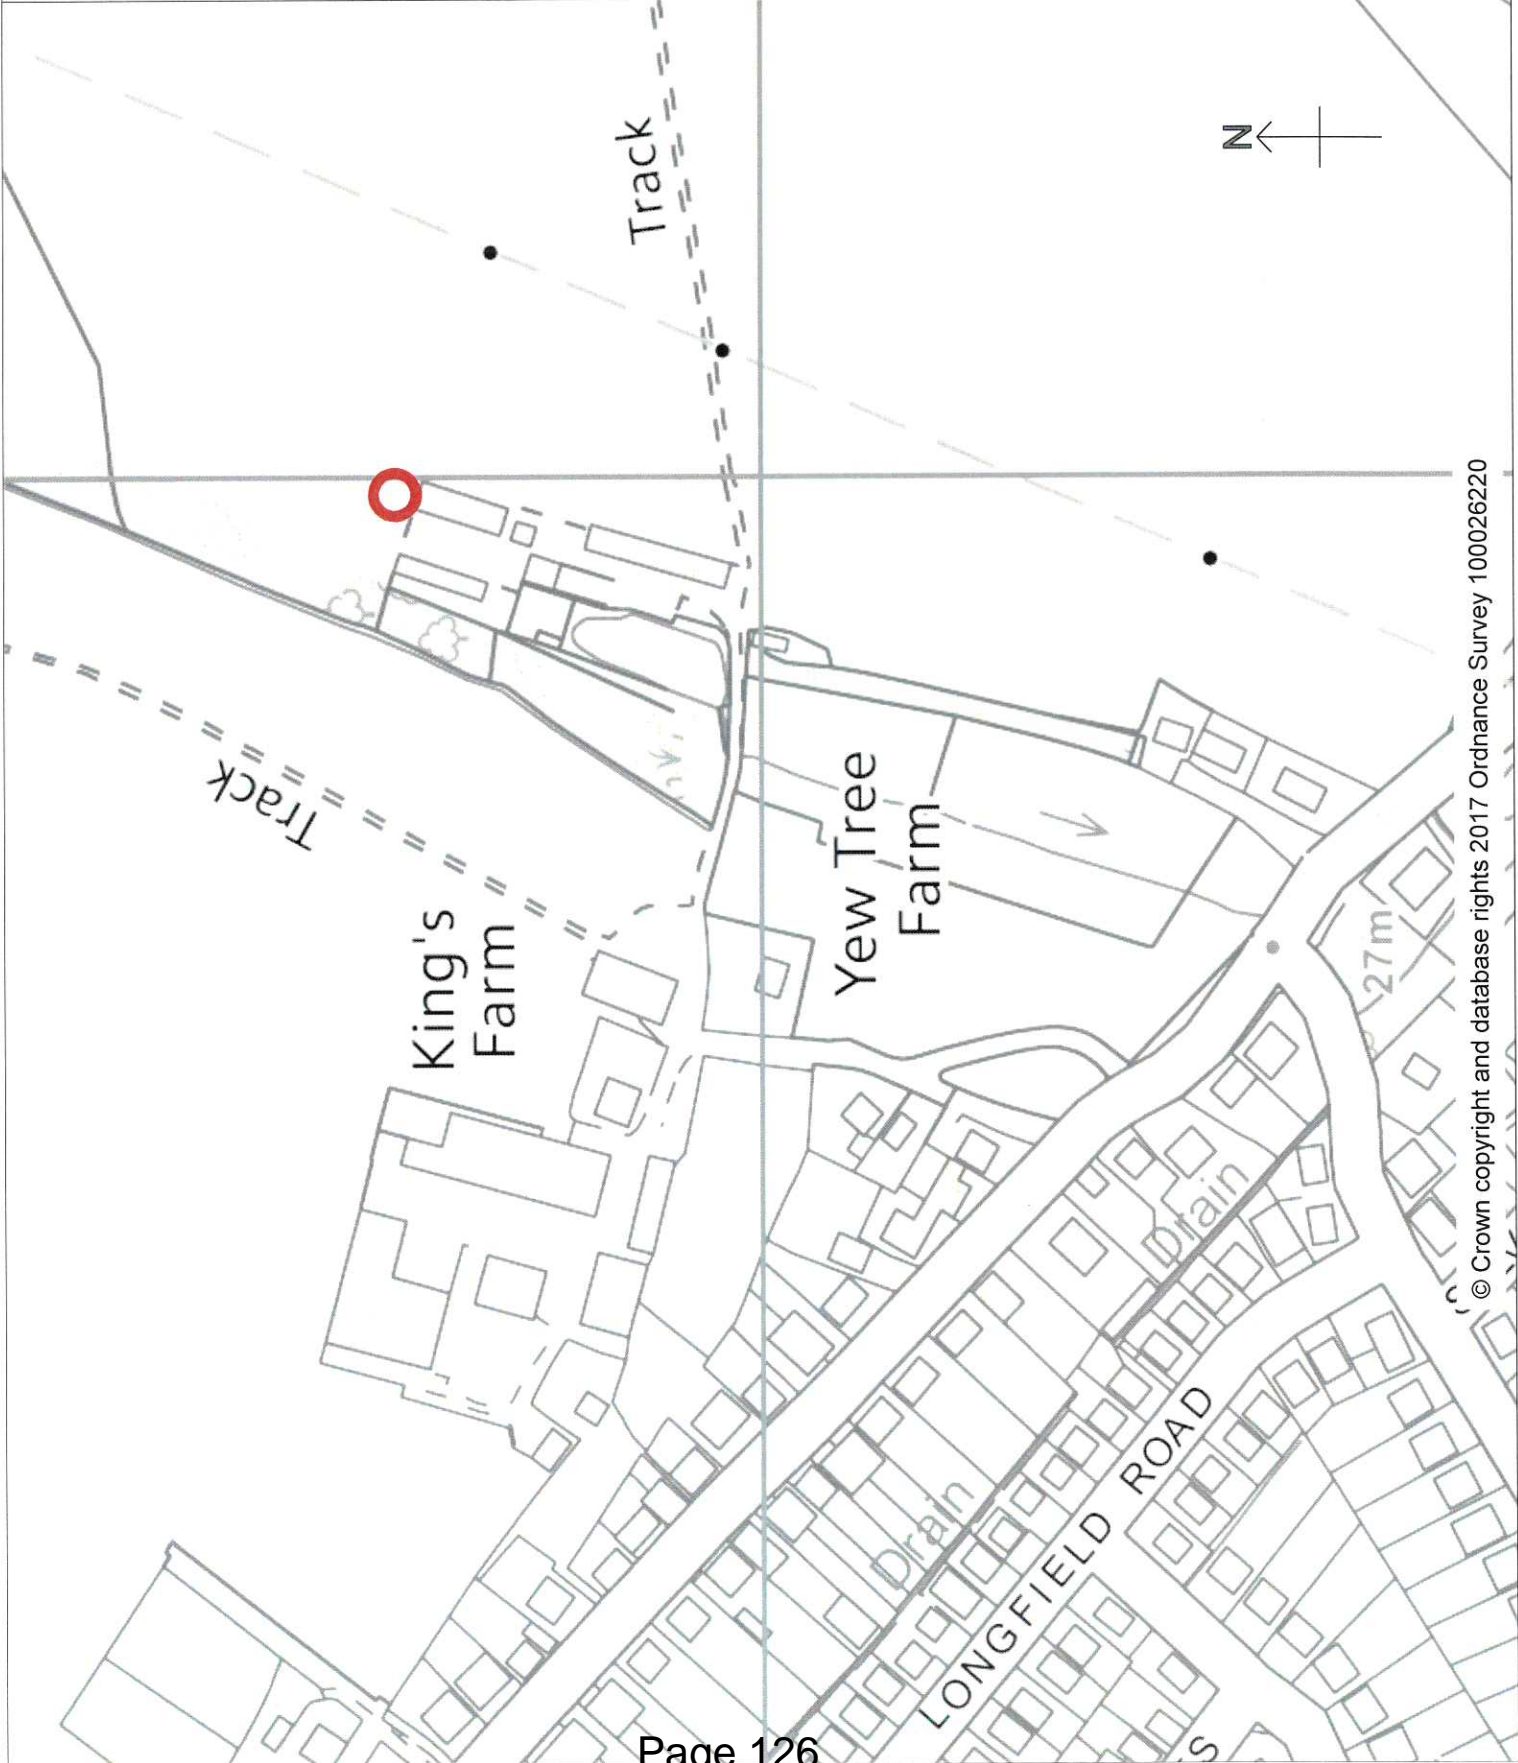 Track
N
Track
King's
Farm
Yew Tree
Farm
27m
Drain
Drain
LONGFIELD ROAD
© Crown copyright and database rights 2017 Ordnance Survey 100026220
Page 126